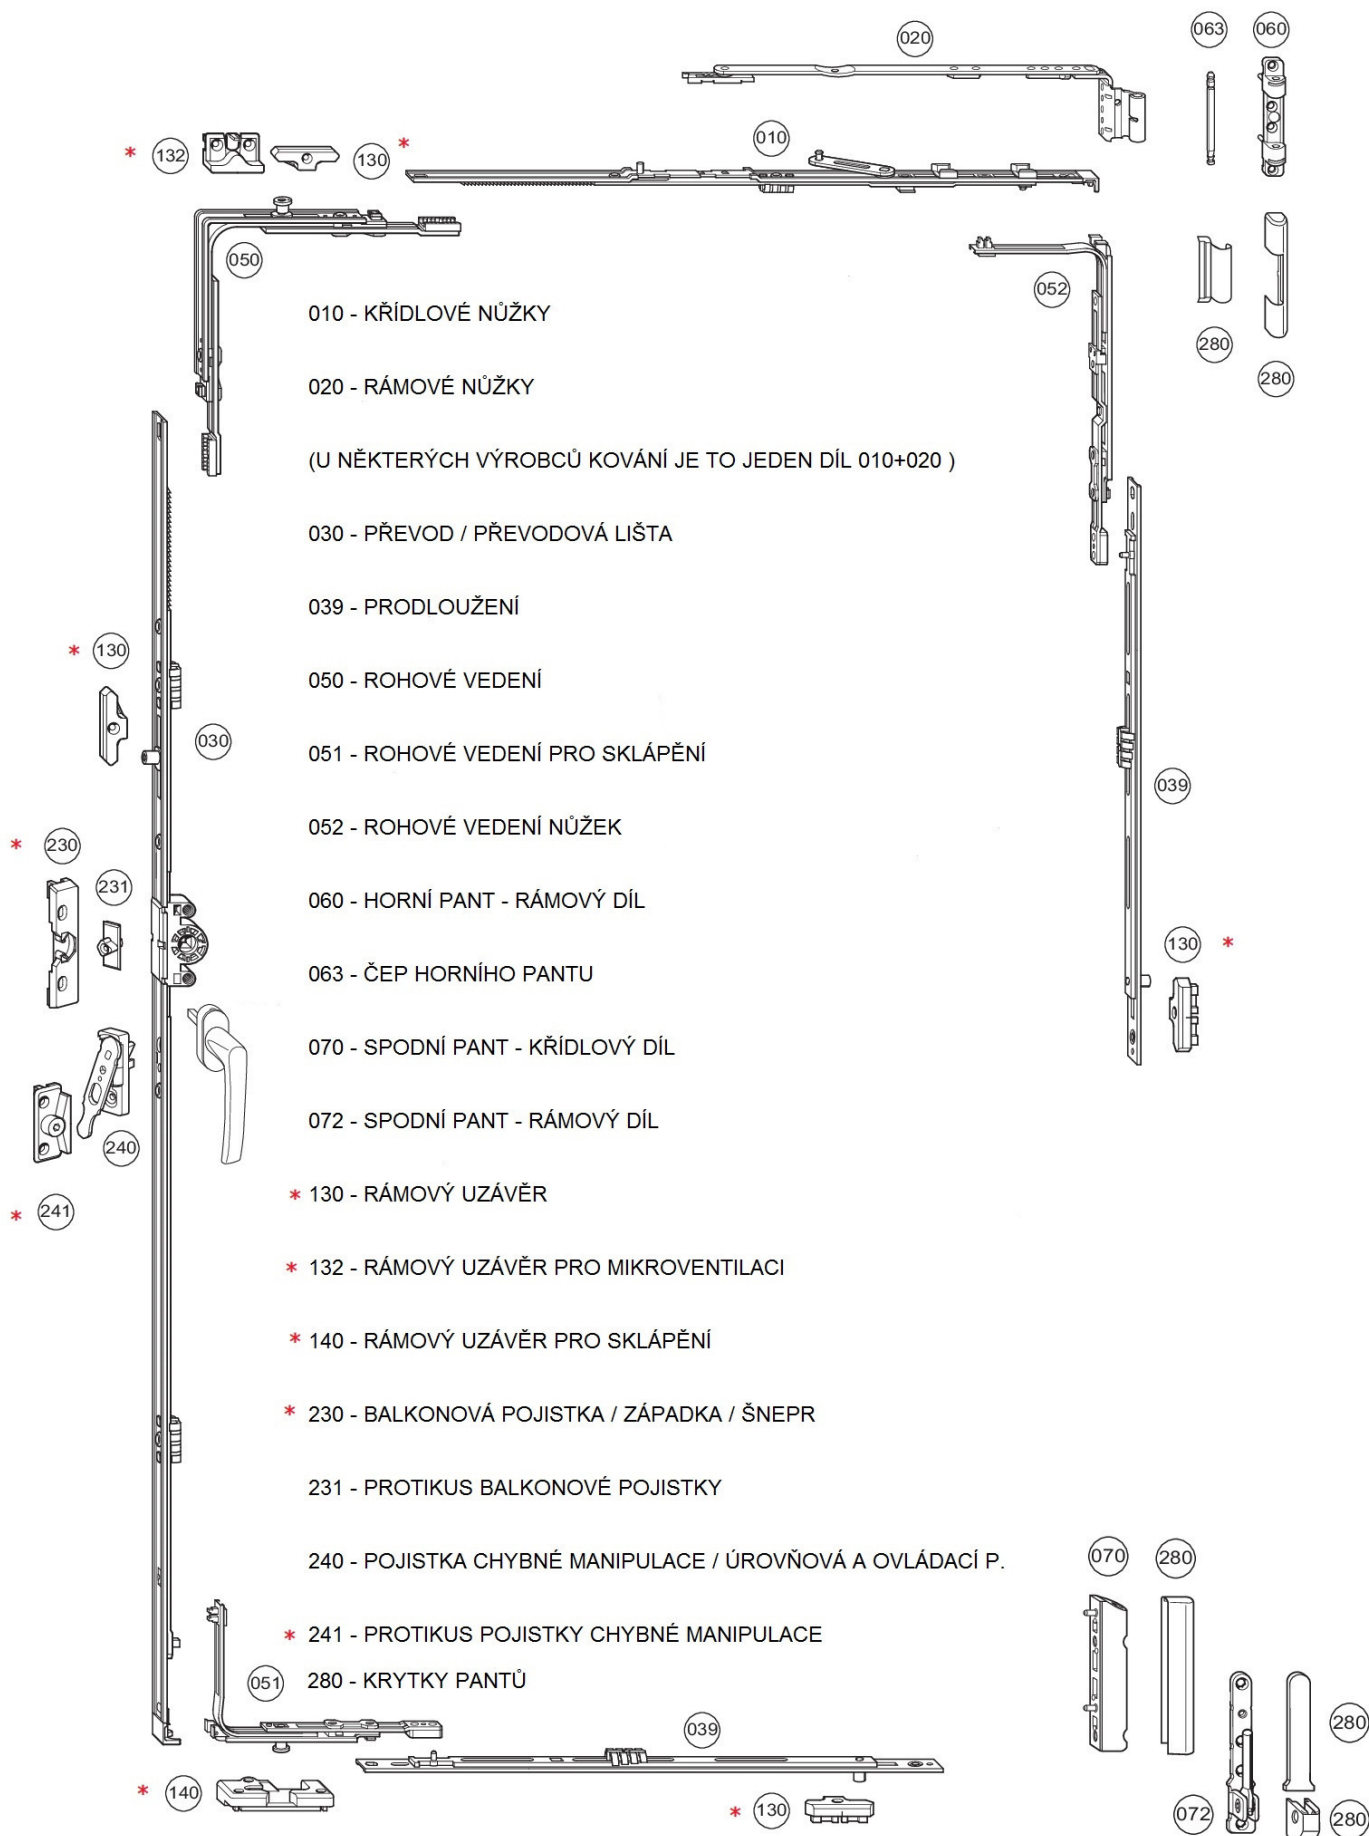 020
063
060
* 132
130 *
010
050
052
280
280
010 - KŘÍDLOVÉ NŮŽKY
020 - RÁMOVÉ NŮŽKY
(U NĚKTERÝCH VÝROBCŮ KOVÁNÍ JE TO JEDEN DÍL 010+020 )
030 - PŘEVOD / PŘEVODOVÁ LIŠTA
039 - PRODLOUŽENÍ
* 130
050 - ROHOVÉ VEDENÍ
030
051 - ROHOVÉ VEDENÍ PRO SKLÁPĚNÍ
039
052 - ROHOVÉ VEDENÍ NŮŽEK
* 230
231
060 - HORNÍ PANT - RÁMOVÝ DÍL
130 *
063 - ČEP HORNÍHO PANTU
070 - SPODNÍ PANT - KŘÍDLOVÝ DÍL
072 - SPODNÍ PANT - RÁMOVÝ DÍL
240
* 241
* 130 - RÁMOVÝ UZÁVĚR
* 132 - RÁMOVÝ UZÁVĚR PRO MIKROVENTILACI
* 140 - RÁMOVÝ UZÁVĚR PRO SKLÁPĚNÍ
* 230 - BALKONOVÁ POJISTKA / ZÁPADKA / ŠNEPR
231 - PROTIKUS BALKONOVÉ POJISTKY
240 - POJISTKA CHYBNÉ MANIPULACE / ÚROVŇOVÁ A OVLÁDACÍ P.
070
280
* 241 - PROTIKUS POJISTKY CHYBNÉ MANIPULACE
280 - KRYTKY PANTŮ
051
039
280
* 140
* 130
072
280